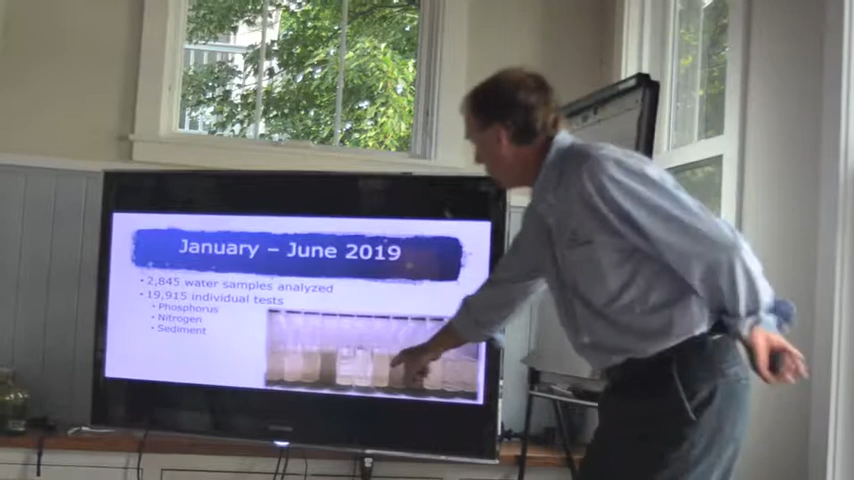 January – June 2019
• 2,845 water samples analyzed
• 19,915 individual tests
• Phosphorus
• Nitrogen
• Sediment